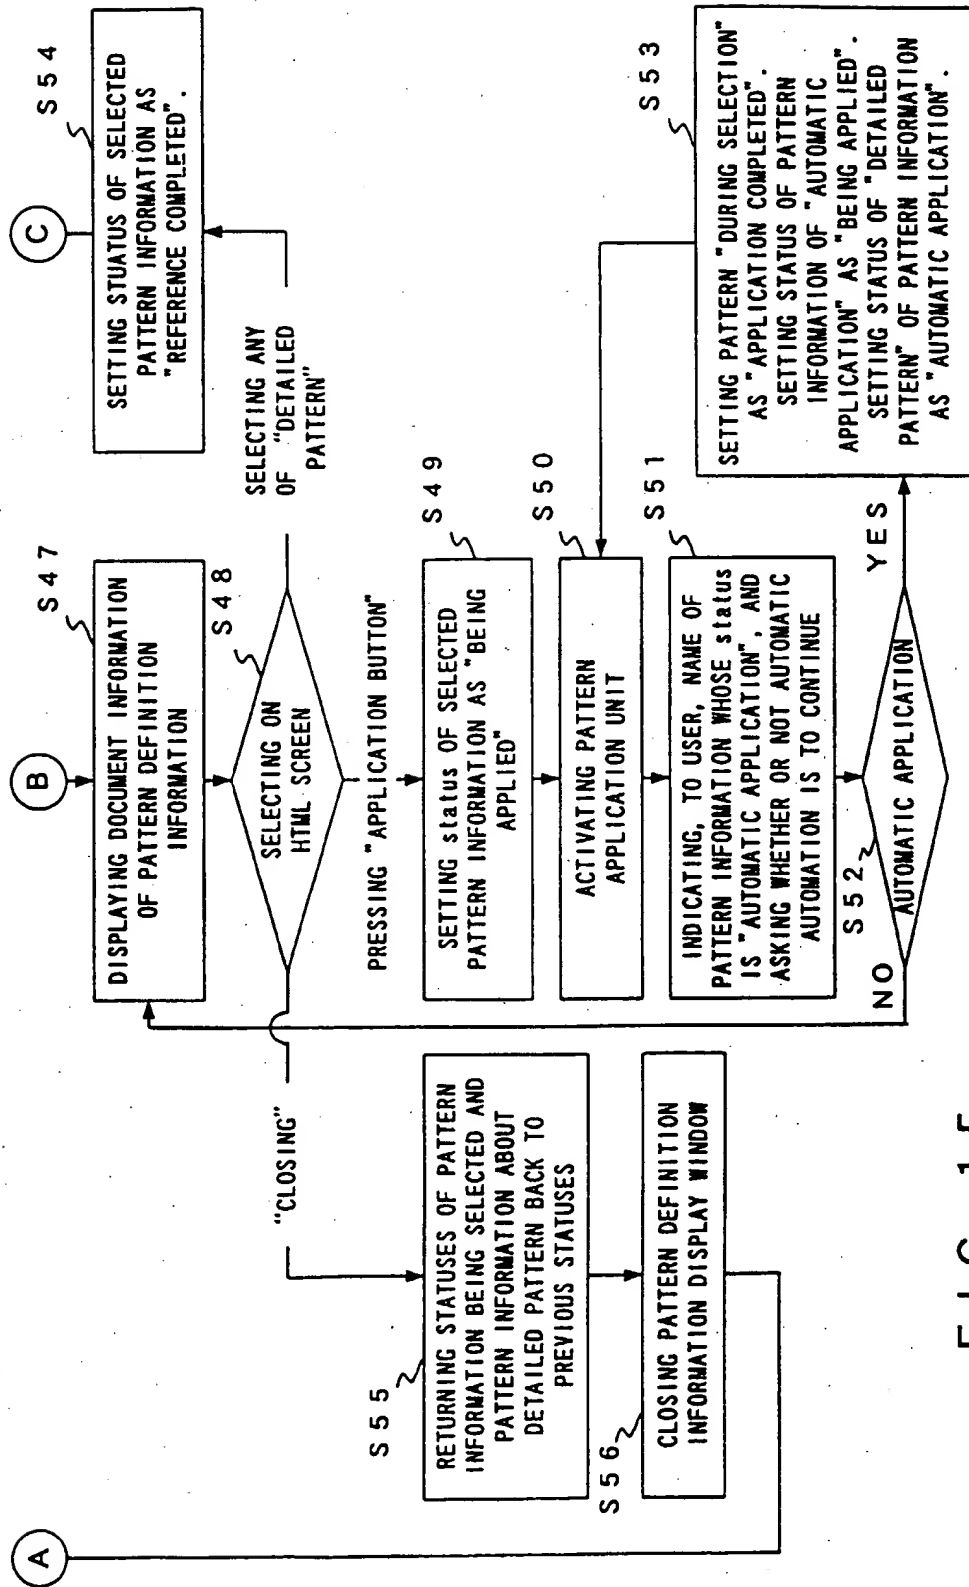 A
B
C
S47
DISPLAYING DOCUMENT INFORMATION
OF PATTERN DEFINITION
INFORMATION
S48
SELECTING ON
HTML SCREEN
"CLOSING"
PRESSING "APPLICATION BUTTON"
SELECTING ANY
OF "DETAILED
PATTERN"
S54
SETTING STUATUS OF SELECTED
PATTERN INFORMATION AS
"REFERENCE COMPLETED".
S49
SETTING status OF SELECTED
PATTERN INFORMATION AS "BEING
APPLIED"
S50
ACTIVATING PATTERN
APPLICATION UNIT
S51
INDICATING, TO USER, NAME OF
PATTERN INFORMATION WHOSE status
IS "AUTOMATIC APPLICATION", AND
ASKING WHETHER OR NOT AUTOMATIC
AUTOMATION IS TO CONTINUE
S52
AUTOMATIC APPLICATION
NO
YES
S53
SETTING PATTERN "DURING SELECTION"
AS "APPLICATION COMPLETED".
SETTING STATUS OF PATTERN
INFORMATION OF "AUTOMATIC
APPLICATION" AS "BEING APPLIED".
SETTING STATUS OF "DETAILED
PATTERN" OF PATTERN INFORMATION
AS "AUTOMATIC APPLICATION".
S55
RETURNING STATUSES OF PATTERN
INFORMATION BEING SELECTED AND
PATTERN INFORMATION ABOUT
DETAILED PATTERN BACK TO
PREVIOUS STATUSES
S56
CLOSING PATTERN DEFINITION
INFORMATION DISPLAY WINDOW